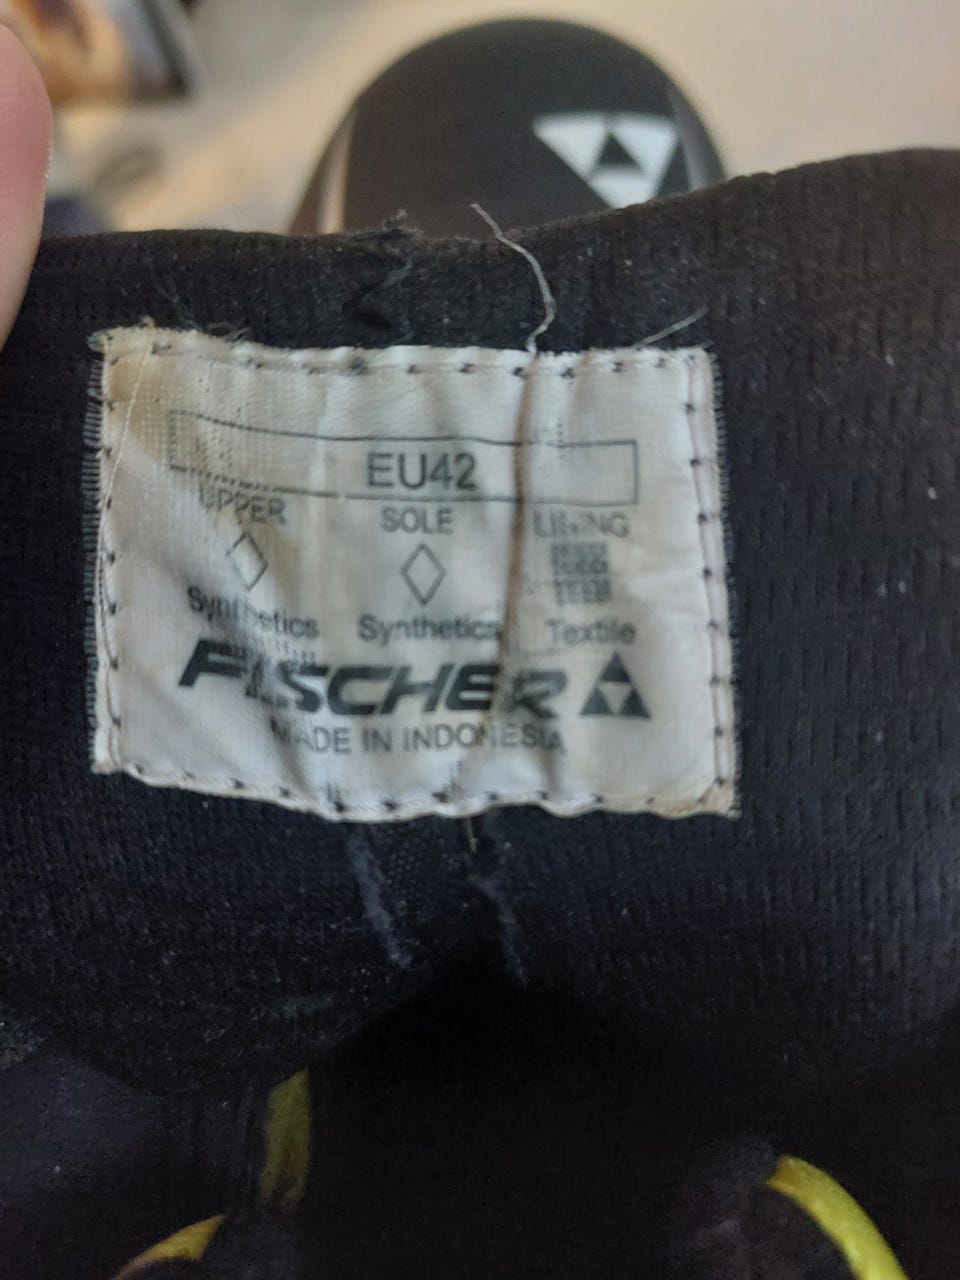 EU42
UPPER SOLE LINING
Synthetics Synthetics Textile
FISCHER
MADE IN INDONESIA